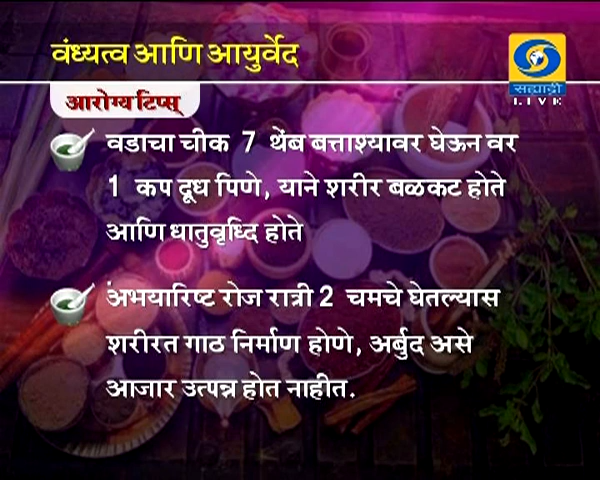 वंध्यत्व आणि आयुर्वेद
सह्याद्री
LIVE
आरोग्य टिप्स्
वडाचा चीक 7 थेंब बत्ताश्यावर घेऊन वर
1 कप दूध पिणे, याने शरीर बळकट होते
आणि धातुवृध्दि होते
अंभयारिष्ट रोज रात्री 2 चमचे घेतल्यास
शरीरत गाठ निर्माण होणे, अर्बुद असे
आजार उत्पन्न होत नाहीत.